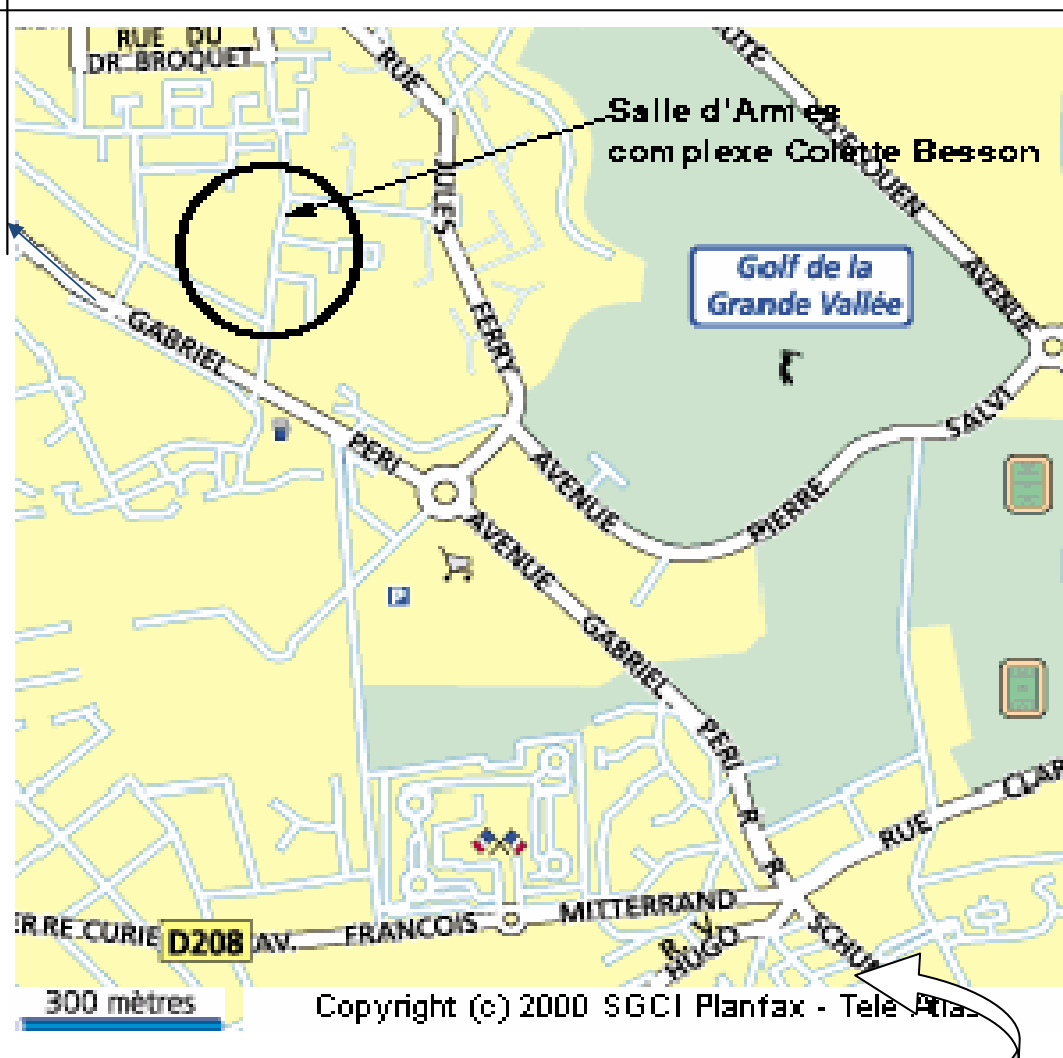 RUE DU
DR. BROQUET
RUE
JULES
FERRY
Salle d'Armes
complexe Colette Besson
D'ECOUEN
AVENUE
Golf de la
Grande Vallée
GABRIEL
PERI
AVENUE
PIERRE
SALVI
AVENUE
GABRIEL
PERI
R.
R.
RUE
MITTERRAND
FRANCOIS
AV.
D208
CURIE
R. V.
HUGO
P
300 mètres
Copyright (c) 2000 SGCI Planfax - Tele Atlas